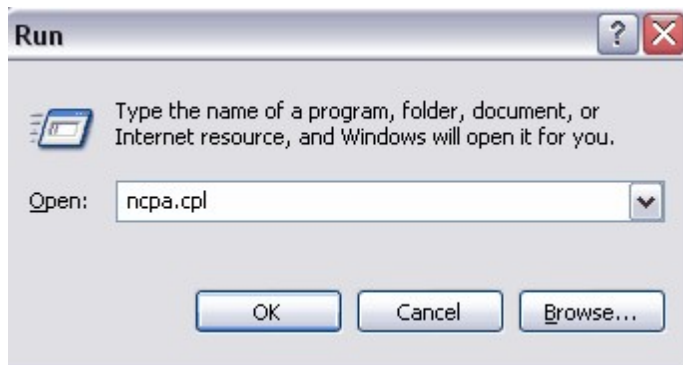 Run
?
Type the name of a program, folder, document, or
Internet resource, and Windows will open it for you.
Open: ncpa.cpl
OK Cancel Browse...